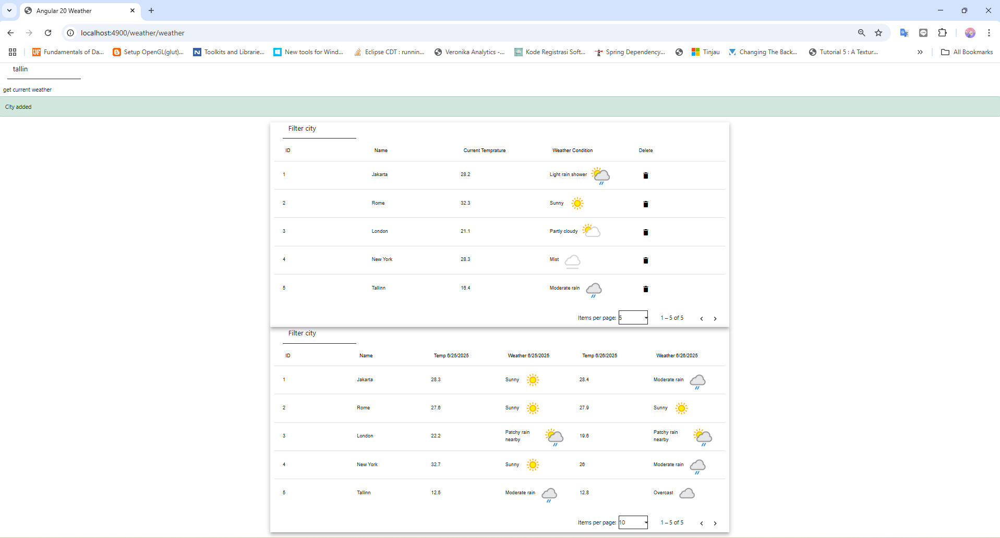 Angular 20 Weather
localhost:4900/weather/weather
Fundamentals of Da... Setup OpenGL(glut)... Toolkits and Librarie... New tools for Wind... Eclipse CDT : runnin... Veronika Analytics -... Kode Registrasi Soft... Spring Dependency... Tinjau Changing The Back... Tutorial 5 : A Textur... All Bookmarks
tallin
get current weather
City added
Filter city
ID Name Current Temprature Weather Condition Delete
1 Jakarta 28.2 Light rain shower
2 Rome 32.3 Sunny
3 London 21.1 Partly cloudy
4 New York 28.3 Mist
5 Tallinn 16.4 Moderate rain
Items per page: 5 1 – 5 of 5
Filter city
ID Name Temp 6/25/2025 Weather 6/25/2025 Temp 6/26/2025 Weather 6/26/2025
1 Jakarta 28.3 Sunny 28.4 Moderate rain
2 Rome 27.6 Sunny 27.9 Sunny
3 London 22.2 Patchy rain nearby 19.6 Patchy rain nearby
4 New York 32.7 Sunny 26 Moderate rain
5 Tallinn 12.5 Moderate rain 12.8 Overcast
Items per page: 10 1 – 5 of 5